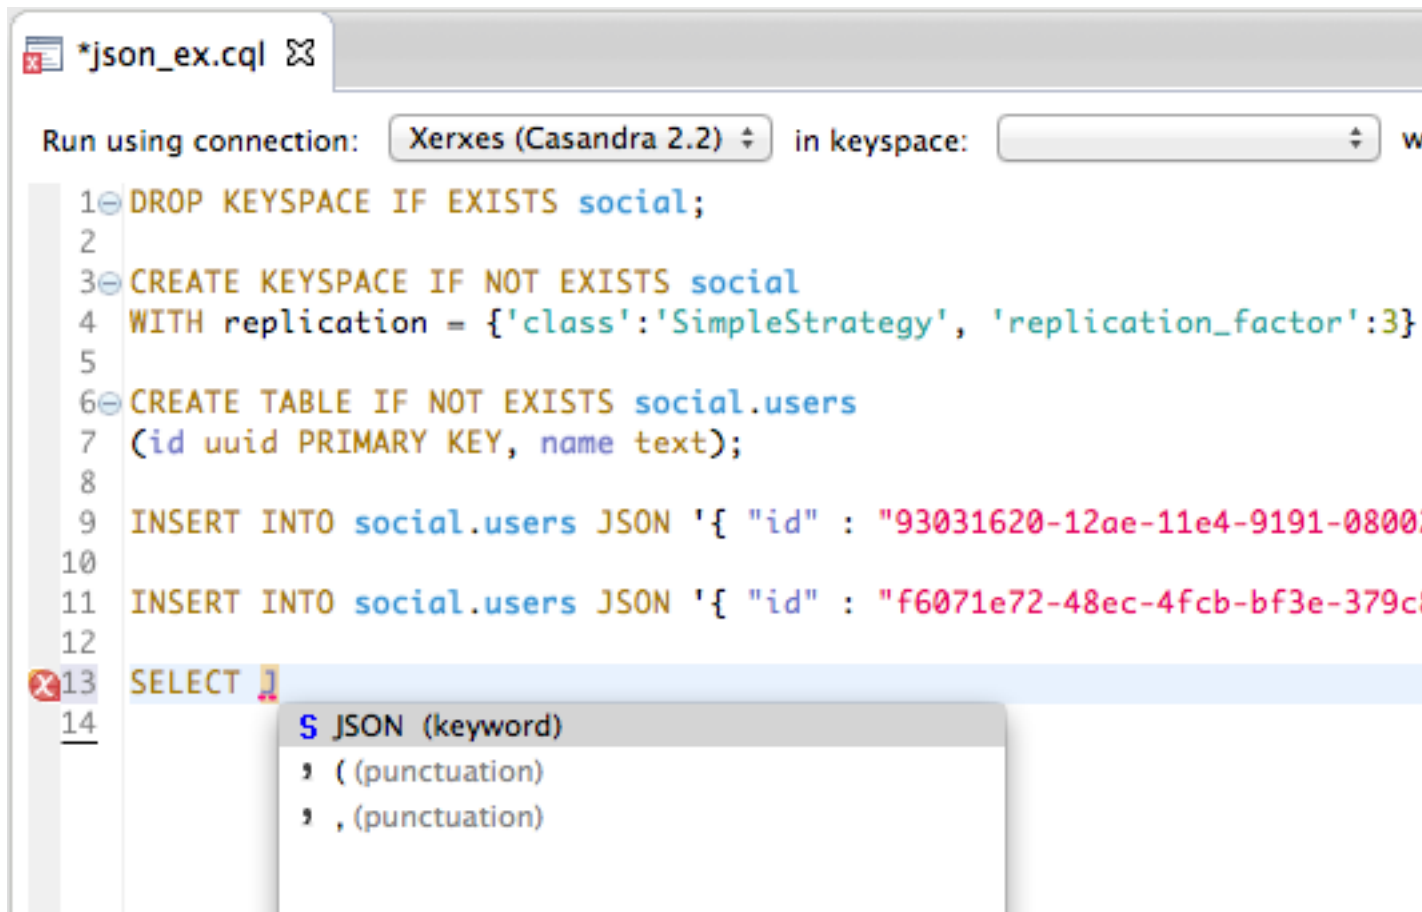 *json_ex.cql
Run using connection: Xerxes (Casandra 2.2) in keyspace: w
1 DROP KEYSPACE IF EXISTS social;
2
3 CREATE KEYSPACE IF NOT EXISTS social
4 WITH replication = {'class':'SimpleStrategy', 'replication_factor':3}
5
6 CREATE TABLE IF NOT EXISTS social.users
7 (id uuid PRIMARY KEY, name text);
8
9 INSERT INTO social.users JSON '{ "id" : "93031620-12ae-11e4-9191-0800
10
11 INSERT INTO social.users JSON '{ "id" : "f6071e72-48ec-4fcb-bf3e-379c
12
13 SELECT J
14
S JSON (keyword)
, ( (punctuation)
, , (punctuation)